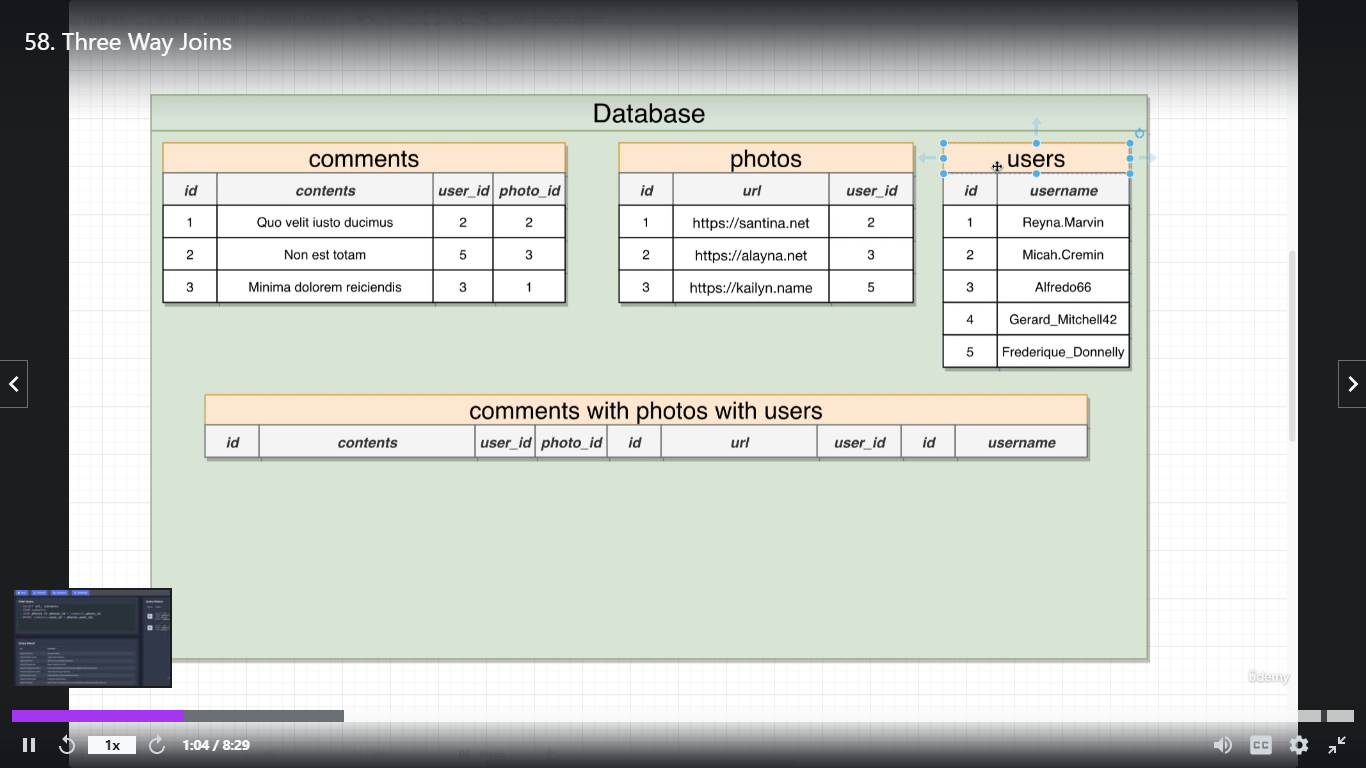 58. Three Way Joins
Database
comments
id contents user_id photo_id
1 Quo velit iusto ducimus 2 2
2 Non est totam 5 3
3 Minima dolorem reiciendis 3 1
photos
id url user_id
1 https://santina.net 2
2 https://alayna.net 3
3 https://kailyn.name 5
users
id username
1 Reyna.Marvin
2 Micah.Cremin
3 Alfredo66
4 Gerard_Mitchell42
5 Frederique_Donnelly
comments with photos with users
id contents user_id photo_id id url user_id id username
ûdemy
1x
1:04 / 8:29
CC